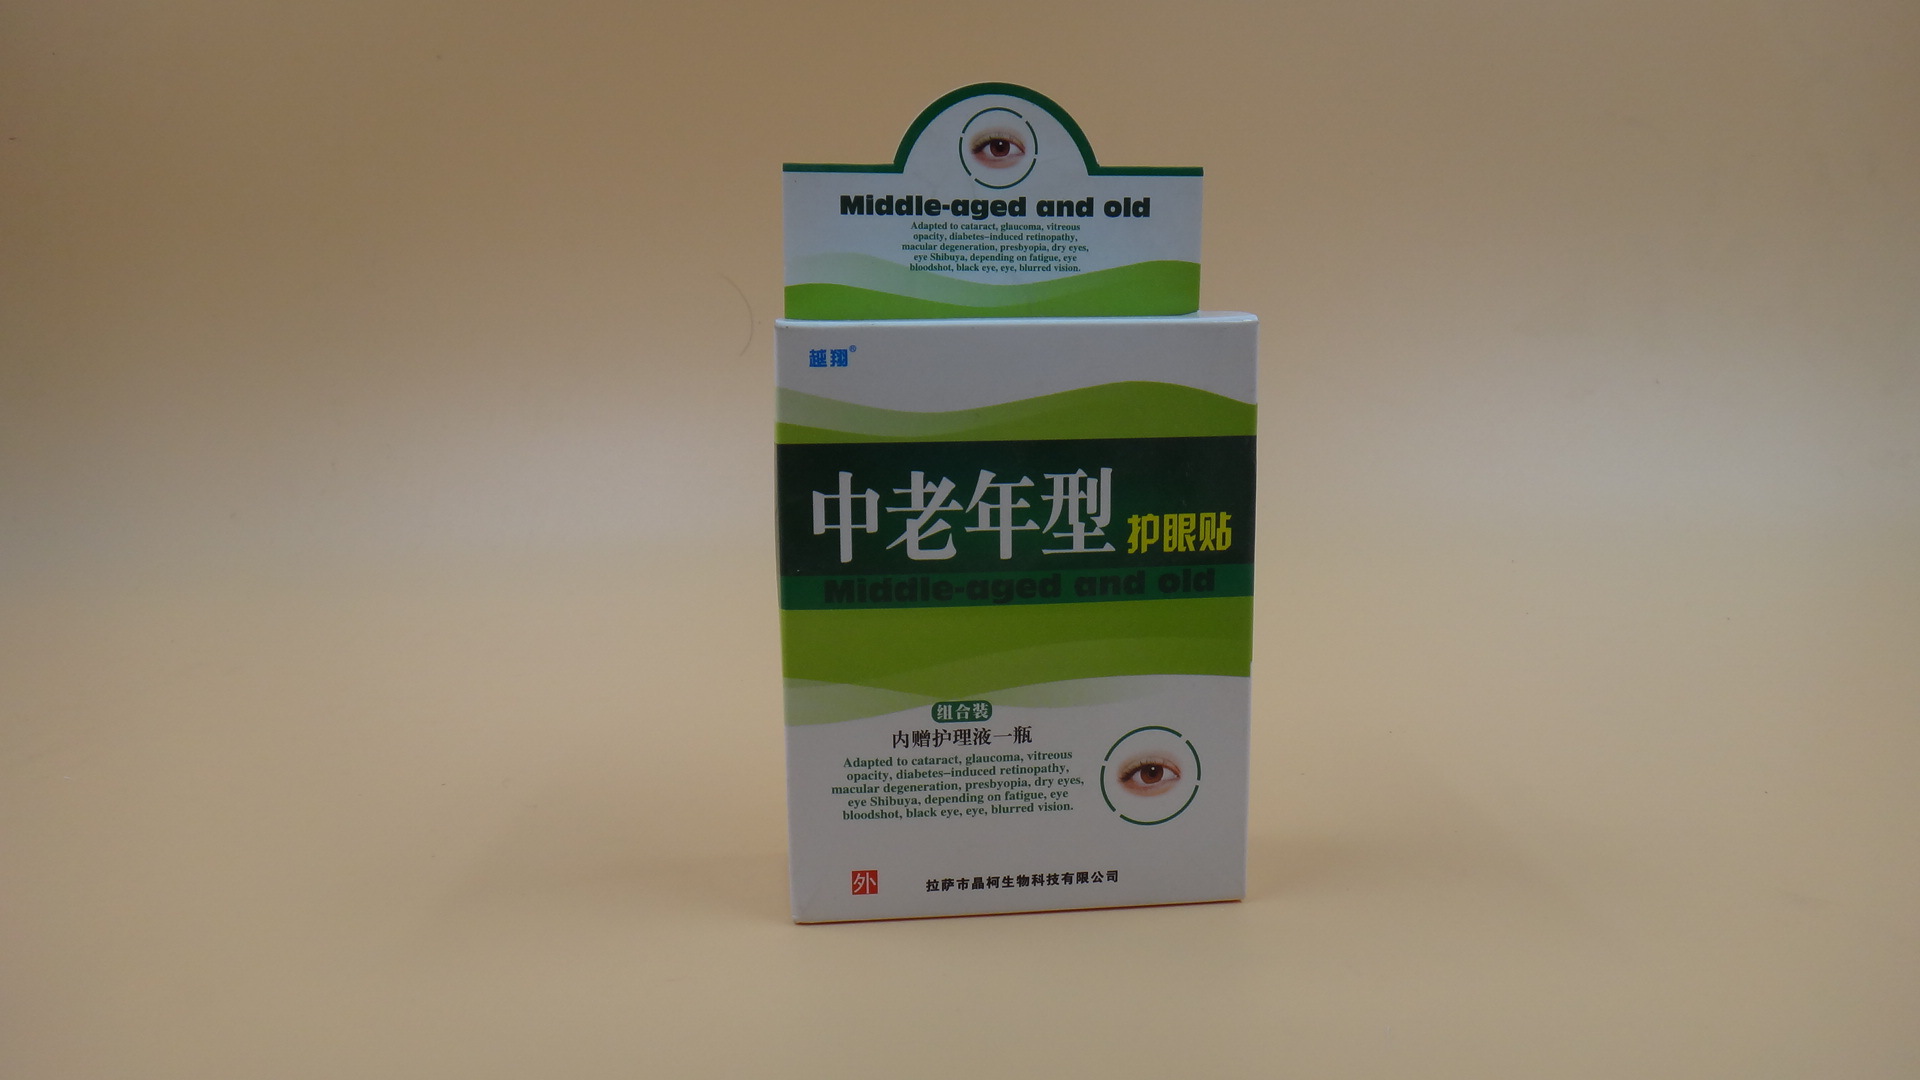 Middle-aged and old
Adapted to cataract, glaucoma, vitreous
opacity, diabetes-induced retinopathy,
macular degeneration, presbyopia, dry eyes,
eye Shibuya, depending on fatigue, eye
bloodshot, black eye, eye, blurred vision.
越翔®
中老年型 护眼贴
Middle-aged and old
组合装
内赠护理液一瓶
Adapted to cataract, glaucoma, vitreous
opacity, diabetes-induced retinopathy,
macular degeneration, presbyopia, dry eyes,
eye Shibuya, depending on fatigue, eye
bloodshot, black eye, eye, blurred vision.
外 拉萨市晶柯生物科技有限公司